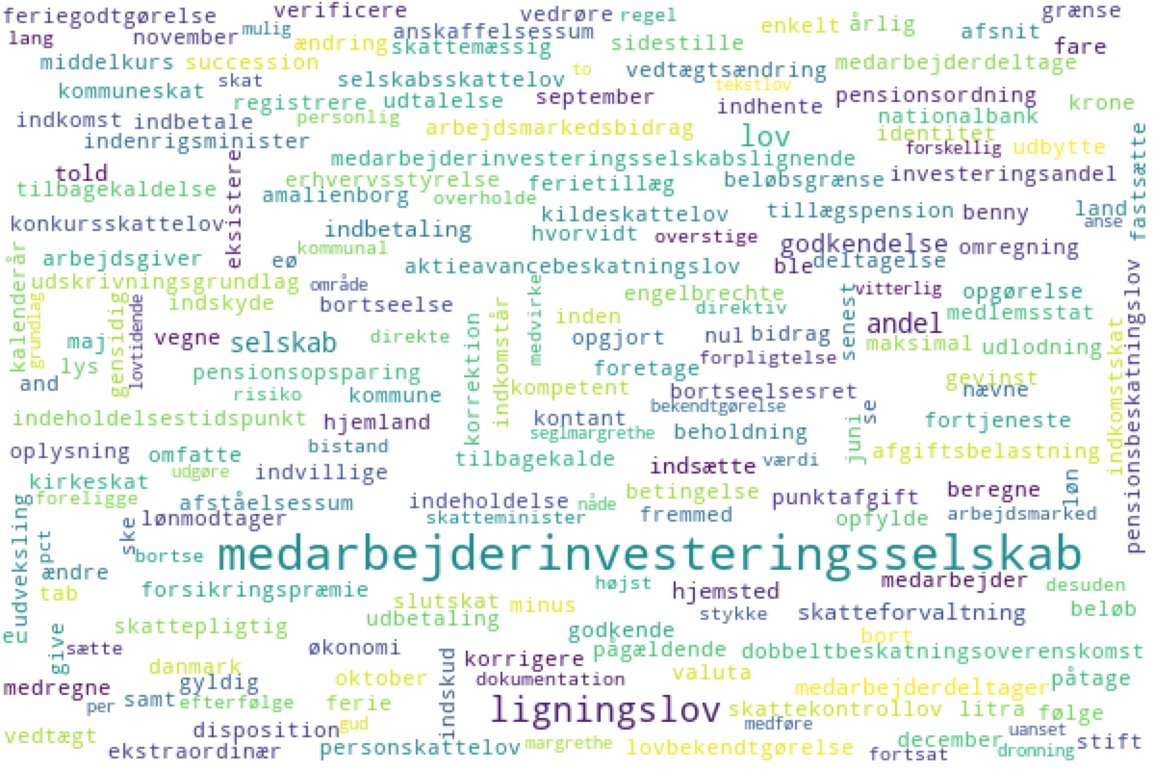 feriegodtgørelse verificere vedrøre regel enkelt årlig grænse
lang november mulig ændring anskaffelsessum skattemæssig sidestille afsnit fare
middelkurs succession skat selskabsskattelov to vedtægtsændring medarbejderdeltage
kommuneskat registrere udtalelse september tekstlov indhente pensionsordning krone
indkomst indbetale personlig arbejdsmarkedsbidrag lov nationalbank identitet
indenrigsminister medarbejderinvesteringsselskabslignende forskellig udbytte
told tilbagekaldelse eksistere erhvervsstyrelse ferietillæg beløbsgrænse investeringsandel fastsætte
amalienborg overholde
konkursskattelov indbetaling kildeskattelov tillægspension benny land anse
hvorvidt overstige godkendelse omregning
kalenderår arbejdsgiver eø kommunal aktieavancebeskatningslov ble deltagelse
udskrivningsgrundlag område engelbrechte vitterlig opgørelse
grundlag gensidig lovtidende indskyde bortseelse medvirke inden direktiv senest andel medlemsstat pensionsbeskatningslov
maj vegne selskab direkte korrektion indkomstår opgjort nul bidrag maksimal udlodning indkomstskat
lys pensionsopsparing foretage forpligtelse
and risiko kommune kompetent bortseelsesret gevinst nævne
indeholdelsestidspunkt hjemland kontant bekendtgørelse juni se fortjeneste
seglmargrethe beholdning
oplysning omfatte bistand tilbagekalde indsætte værdi afgiftsbelastning
kirkeskat udgøre indvillige løn
foreligge afståelsessum indeholdelse nåde betingelse punktafgift beregne
udveksling pct ske lønmodtager skatteminister fremmed opfylde arbejdsmarked
bortse medarbejderinvesteringsselskab
ændre forsikringspræmie højst hjemsted medarbejder desuden
tab slutskat minus stykke skatteforvaltning beløb
eu skattepligtig udbetaling godkende bort
give sætte økonomi pågældende dobbeltbeskatningsoverenskomst
danmark indskud korrigere
medregne gyldig oktober dokumentation valuta medarbejderdeltager påtage
per samt efterfølge ferie ligningslov skattekontrollov litra følge
vedtægt disposition gud medføre uanset
ekstraordinær personskattelov margrethe lovbekendtgørelse december fortsat dronning stift